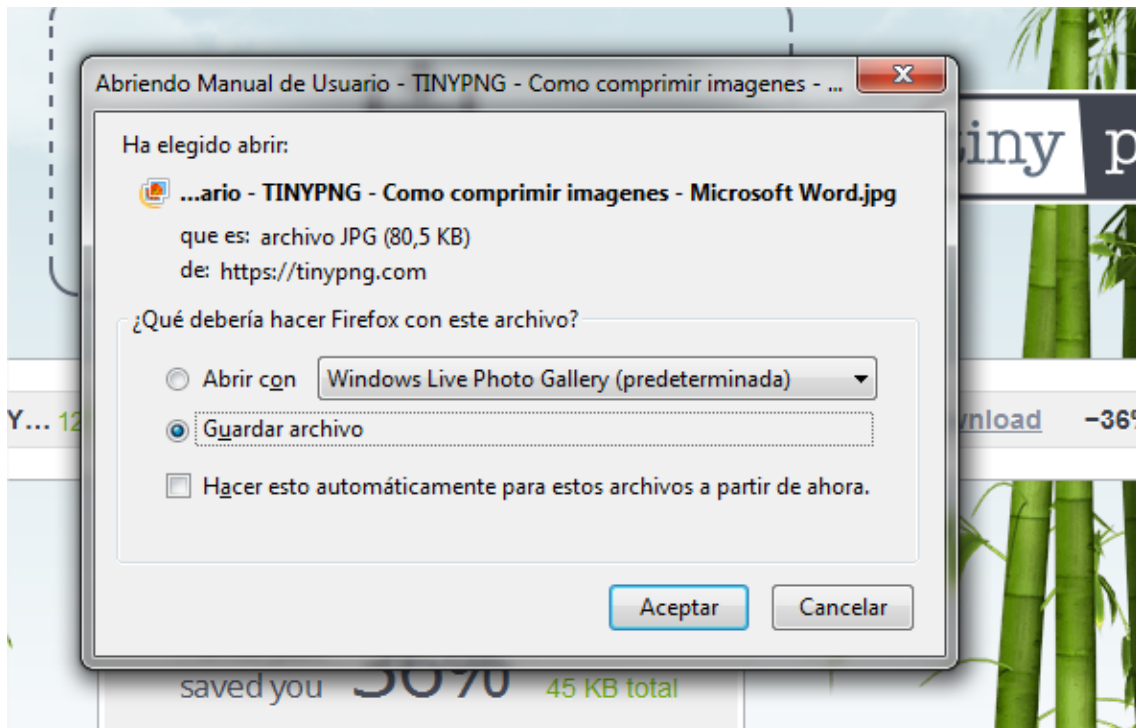 Abriendo Manual de Usuario - TINYPNG - Como comprimir imagenes - ...
Ha elegido abrir:
...ario - TINYPNG - Como comprimir imagenes - Microsoft Word.jpg
que es: archivo JPG (80,5 KB)
de: https://tinypng.com
¿Qué debería hacer Firefox con este archivo?
Abrir con Windows Live Photo Gallery (predeterminada)
Guardar archivo
Hacer esto automáticamente para estos archivos a partir de ahora.
Aceptar Cancelar
tiny p
Y... 12 wnload -36%
saved you 36% 45 KB total